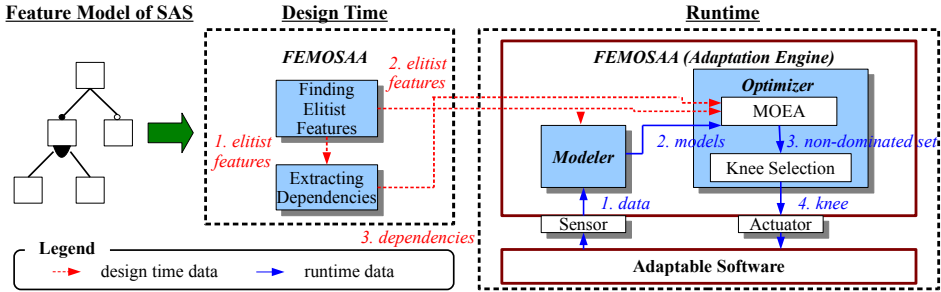 Feature Model of SAS
Design Time
Runtime
FEMOSAA
Finding
Elitist
Features
1. elitist
features
Extracting
Dependencies
2. elitist
features
3. dependencies
FEMOSAA (Adaptation Engine)
Optimizer
MOEA
Modeler
2. models
3. non-dominated set
Knee Selection
1. data
4. knee
Sensor
Actuator
Adaptable Software
Legend
design time data
runtime data